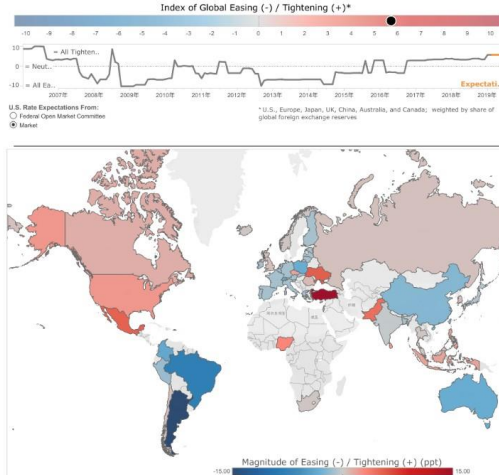 Index of Global Easing (-) / Tightening (+)*
-10 -9 -8 -7 -6 -5 -4 -3 -2 -1 0 1 2 3 4 5 6 7 8 9 10
10
0
-10
= All Tighten..
= Neut..
= All Ea..
Expectati..
2007年 2008年 2009年 2010年 2011年 2012年 2013年 2014年 2015年 2016年 2017年 2018年 2019年
U.S. Rate Expectations From:
Federal Open Market Committee
Market
* U.S., Europe, Japan, UK, China, Australia, and Canada; weighted by share of
global foreign exchange reserves
Magnitude of Easing (-) / Tightening (+) (ppt)
-15.00 15.00